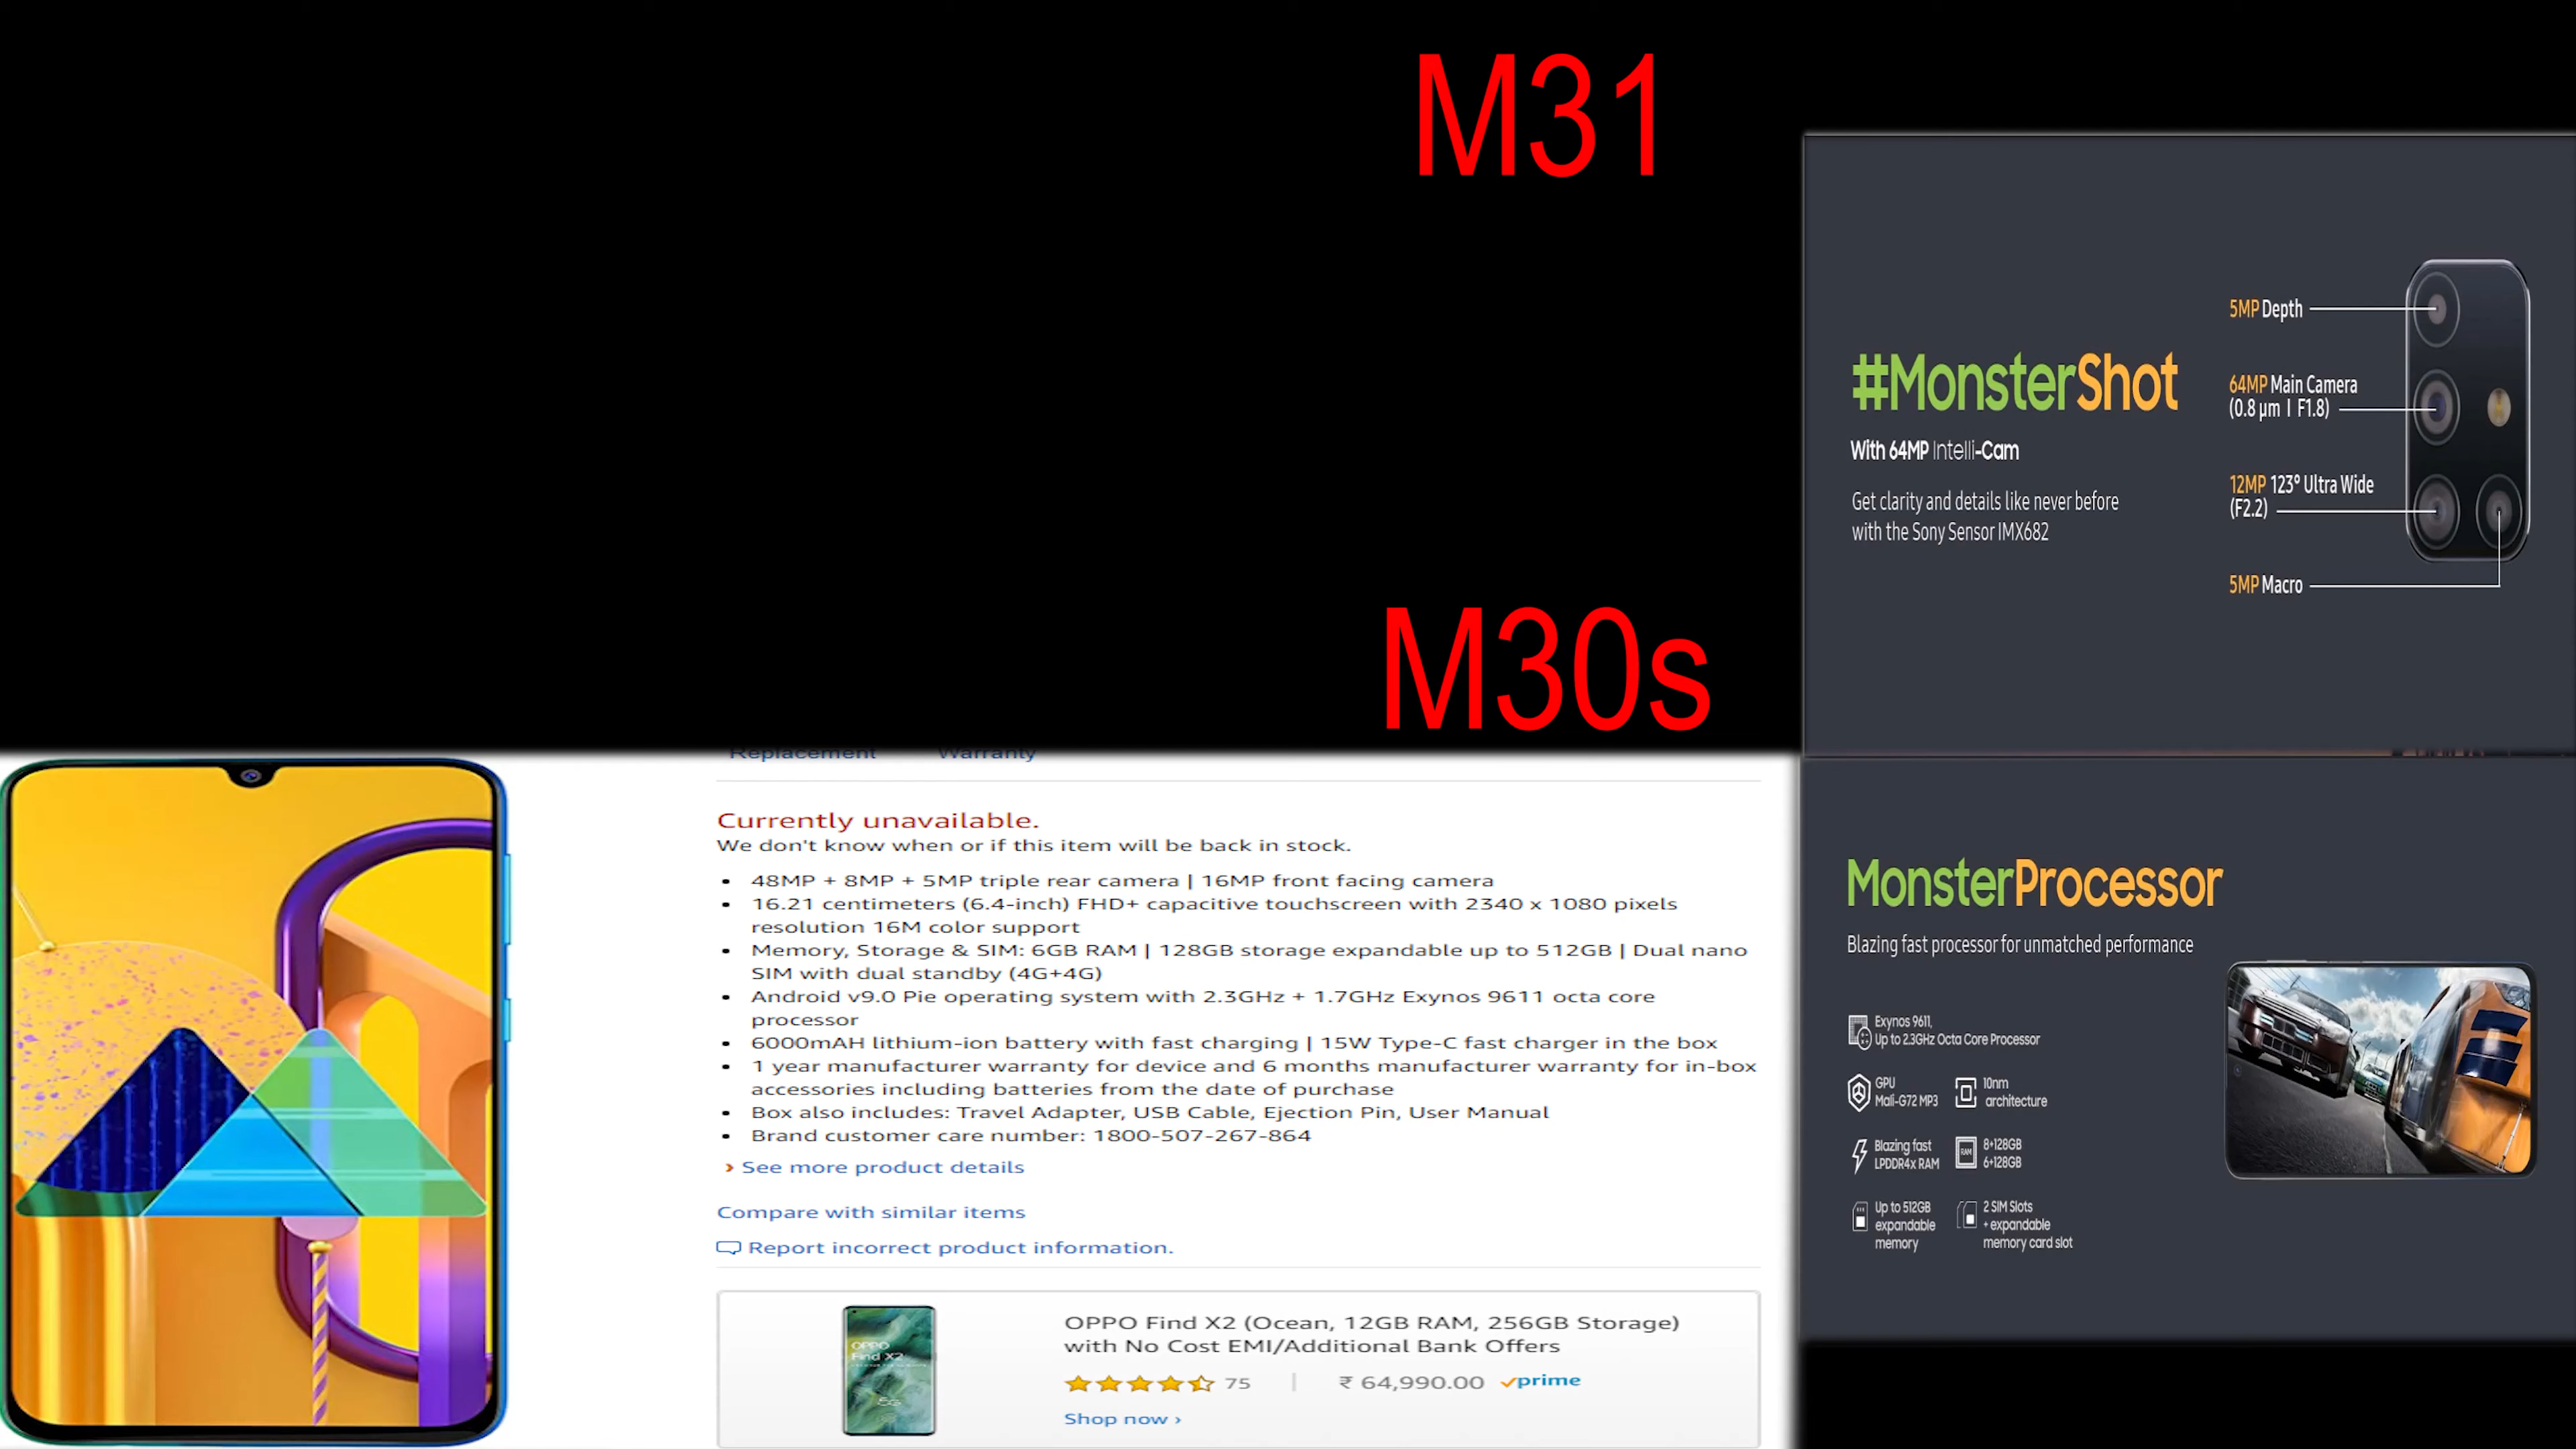 M31
M30s
#MonsterShot
With 64MP Intelli-Cam
Get clarity and details like never before
with the Sony Sensor IMX682
5MP Depth
64MP Main Camera
(0.8 µm I F1.8)
12MP 123° Ultra Wide
(F2.2)
5MP Macro
Replacement
Warranty
Currently unavailable.
We don't know when or if this item will be back in stock.
48MP + 8MP + 5MP triple rear camera | 16MP front facing camera
16.21 centimeters (6.4-inch) FHD+ capacitive touchscreen with 2340 x 1080 pixels
resolution 16M color support
Memory, Storage & SIM: 6GB RAM | 128GB storage expandable up to 512GB | Dual nano
SIM with dual standby (4G+4G)
Android v9.0 Pie operating system with 2.3GHz + 1.7GHz Exynos 9611 octa core
processor
6000mAH lithium-ion battery with fast charging | 15W Type-C fast charger in the box
1 year manufacturer warranty for device and 6 months manufacturer warranty for in-box
accessories including batteries from the date of purchase
Box also includes: Travel Adapter, USB Cable, Ejection Pin, User Manual
Brand customer care number: 1800-507-267-864
› See more product details
Compare with similar items
Report incorrect product information.
OPPO
Find X2
5G
OPPO Find X2 (Ocean, 12GB RAM, 256GB Storage)
with No Cost EMI/Additional Bank Offers
75 | ₹ 64,990.00 prime
Shop now ›
MonsterProcessor
Blazing fast processor for unmatched performance
Exynos 9611,
Up to 2.3GHz Octa Core Processor
GPU
Mali-G72 MP3
10nm
architecture
Blazing fast
LPDDR4x RAM
RAM
8+128GB
6+128GB
Up to 512GB
expandable
memory
2 SIM Slots
+ expandable
memory card slot